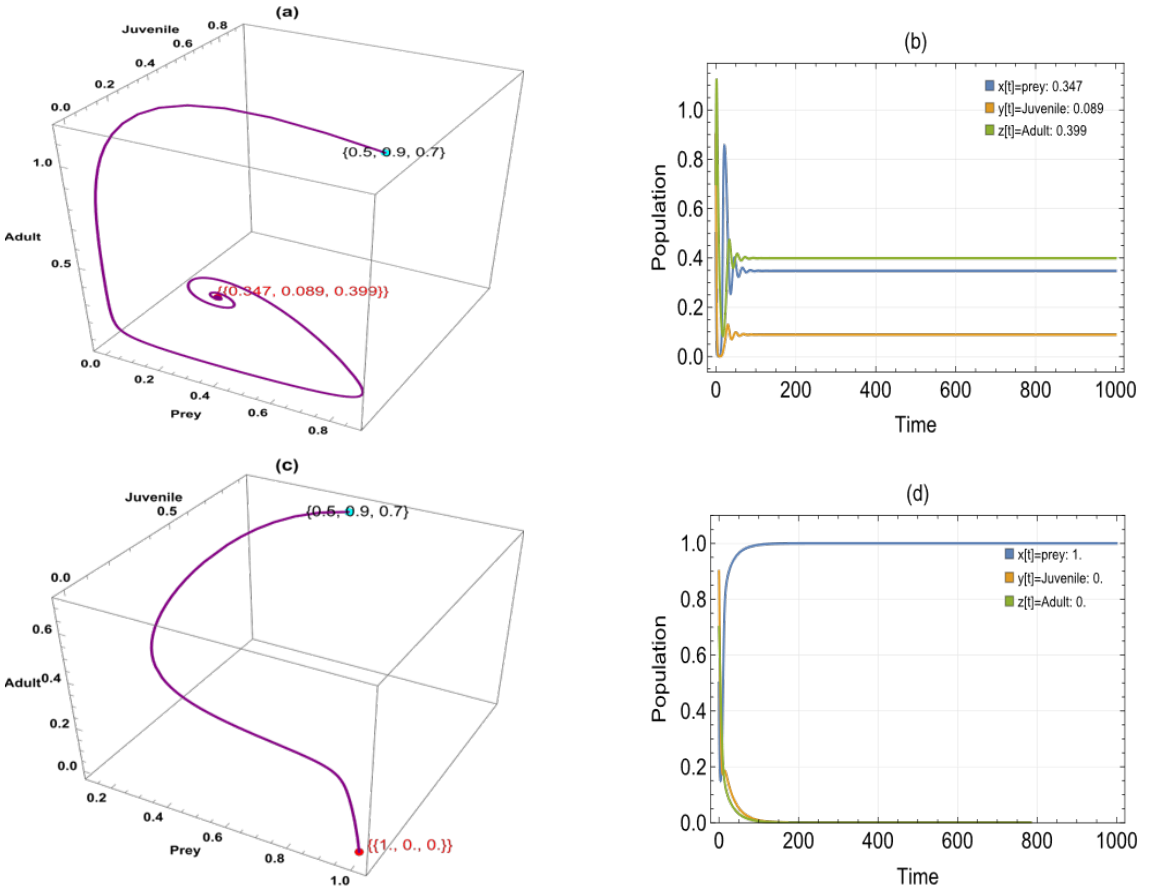 (a)
Juvenile
0.8
0.6
0.4
0.2
0.0
1.0
Adult
0.5
{0.5, 0.9, 0.7}
{{0.347, 0.089, 0.399}}
0.0
0.2
0.4
0.6
0.8
Prey
(b)
x[t]=prey: 0.347
y[t]=Juvenile: 0.089
z[t]=Adult: 0.399
Population
1.0
0.8
0.6
0.4
0.2
0.0
0 200 400 600 800 1000
Time
(c)
Juvenile
0.5
0.0
{0.5, 0.9, 0.7}
0.6
Adult
0.4
0.2
0.0
0.2
0.4
0.6
0.8
1.0
Prey
{{1., 0., 0.}}
(d)
x[t]=prey: 1.
y[t]=Juvenile: 0.
z[t]=Adult: 0.
Population
1.0
0.8
0.6
0.4
0.2
0.0
0 200 400 600 800 1000
Time